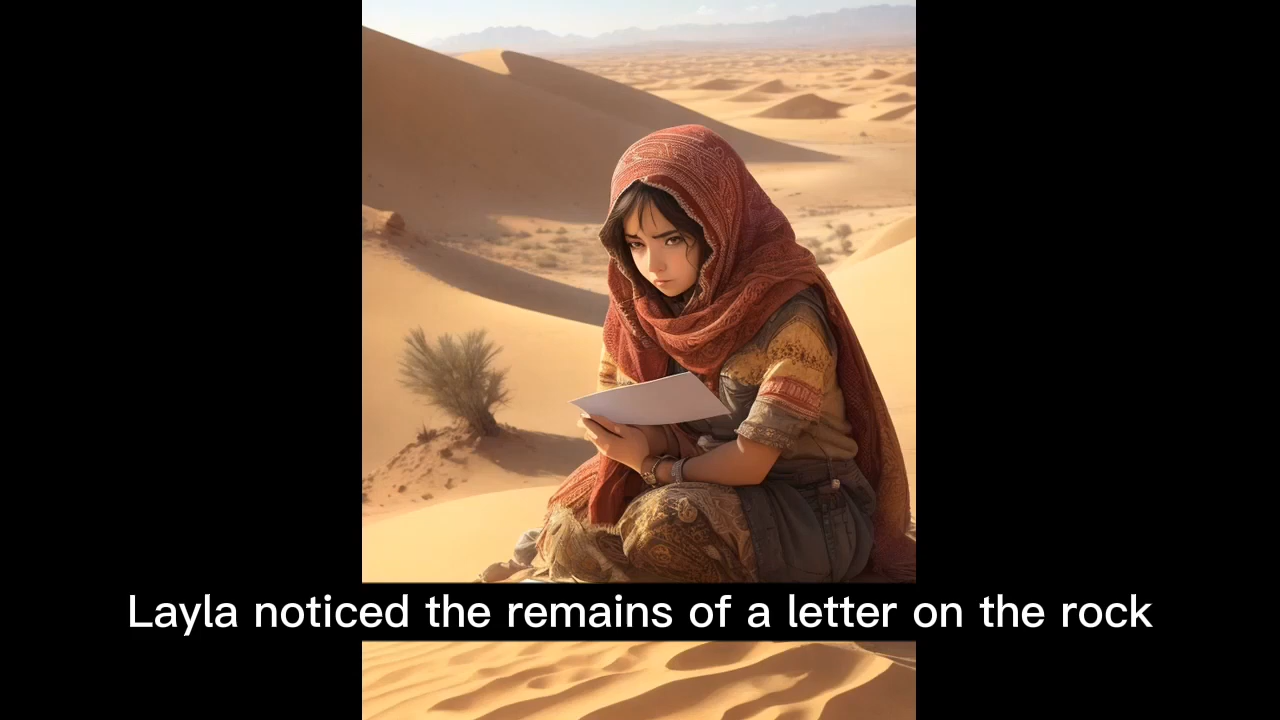 Layla noticed the remains of a letter on the rock